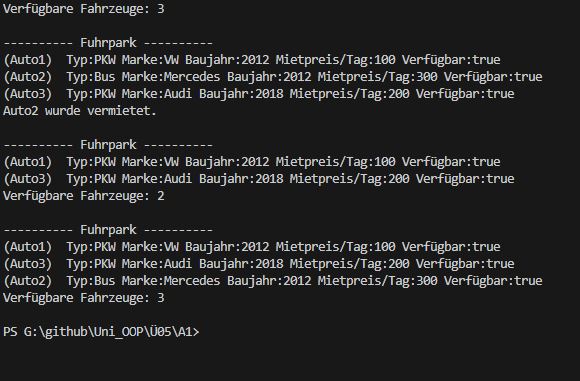 Verfügbare Fahrzeuge: 3
---------- Fuhrpark ----------
(Auto1)  Typ:PKW Marke:VW Baujahr:2012 Mietpreis/Tag:100 Verfügbar:true
(Auto2)  Typ:Bus Marke:Mercedes Baujahr:2012 Mietpreis/Tag:300 Verfügbar:true
(Auto3)  Typ:PKW Marke:Audi Baujahr:2018 Mietpreis/Tag:200 Verfügbar:true
Auto2 wurde vermietet.
---------- Fuhrpark ----------
(Auto1)  Typ:PKW Marke:VW Baujahr:2012 Mietpreis/Tag:100 Verfügbar:true
(Auto3)  Typ:PKW Marke:Audi Baujahr:2018 Mietpreis/Tag:200 Verfügbar:true
Verfügbare Fahrzeuge: 2
---------- Fuhrpark ----------
(Auto1)  Typ:PKW Marke:VW Baujahr:2012 Mietpreis/Tag:100 Verfügbar:true
(Auto3)  Typ:PKW Marke:Audi Baujahr:2018 Mietpreis/Tag:200 Verfügbar:true
(Auto2)  Typ:Bus Marke:Mercedes Baujahr:2012 Mietpreis/Tag:300 Verfügbar:true
Verfügbare Fahrzeuge: 3
PS G:\github\Uni_OOP\Ü05\A1>